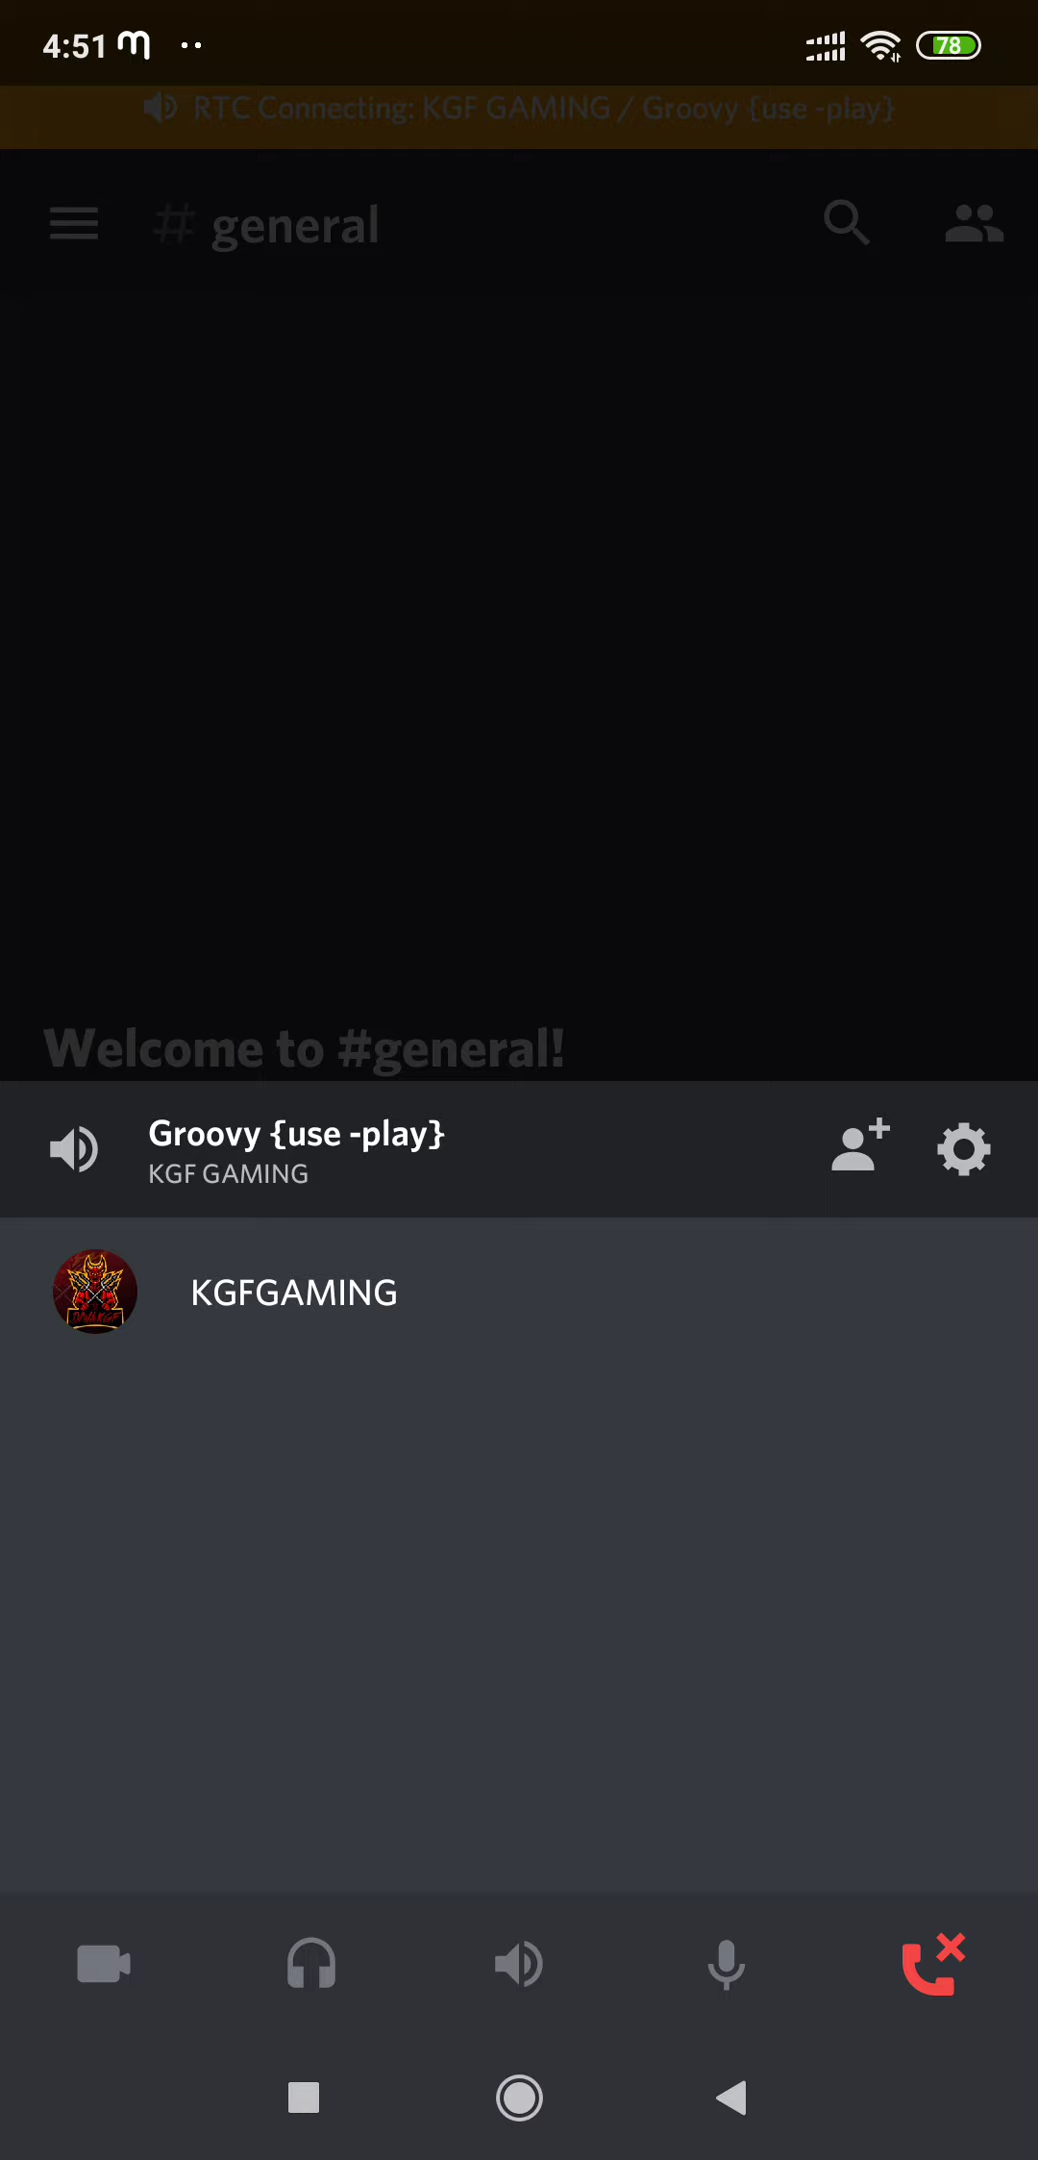 4:51
78
RTC Connecting: KGF GAMING / Groovy {use -play}
# general
Welcome to #general!
Groovy {use -play}
KGF GAMING
KGFGAMING